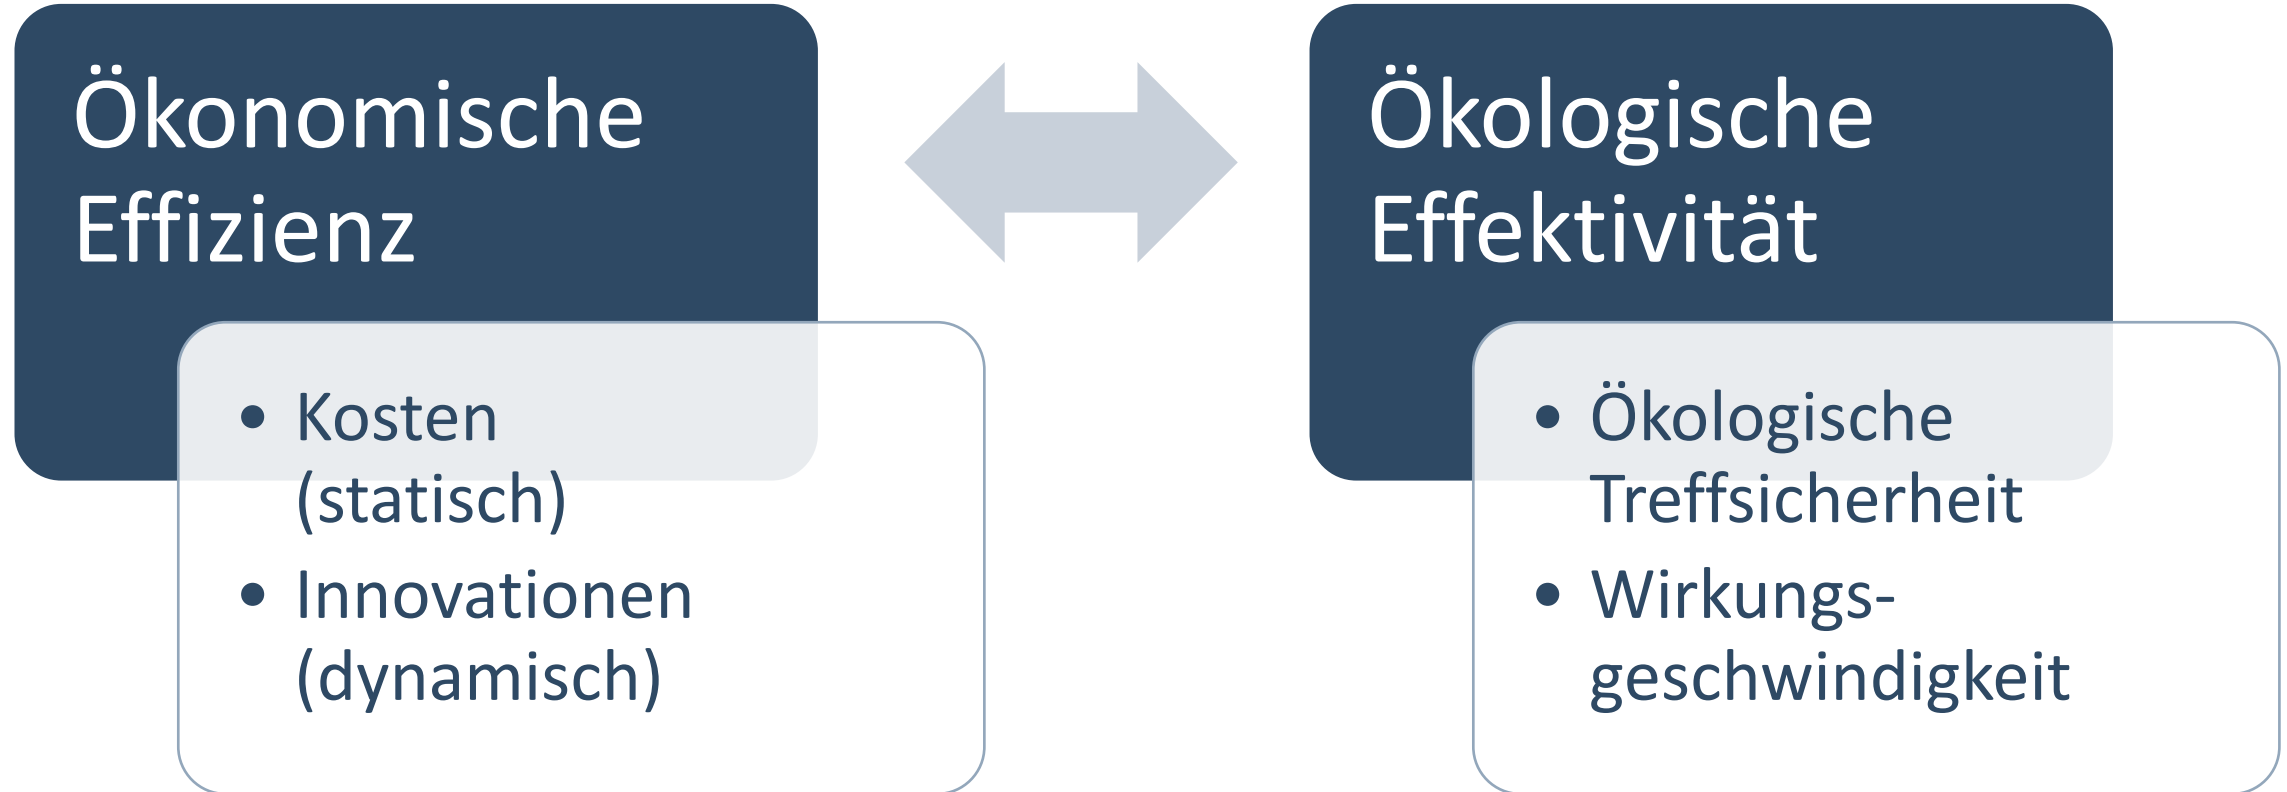 Ökonomische
Effizienz
• Kosten
(statisch)
• Innovationen
(dynamisch)
Ökologische
Effektivität
• Ökologische
Treffsicherheit
• Wirkungs-
geschwindigkeit